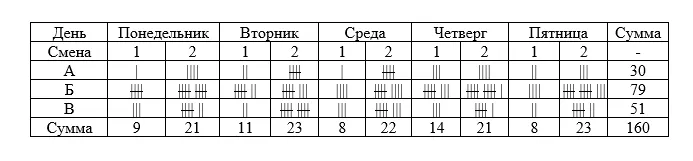 День Понедельник Вторник Среда Четверг Пятница Сумма
Смена 1 2 1 2 1 2 1 2 1 2 -
А | |||| || 卌 | 卌 ||| |||| || ||| 30
Б 卌 卌 卌 卌 || 卌 卌 ||| |||| 卌 |||| 卌 ||| 卌 卌 | |||| 卌 卌 ||| 79
В ||| 卌 || || 卌 卌 ||| 卌 ||| ||| 卌 | || 卌 || 51
Сумма 9 21 11 23 8 22 14 21 8 23 160